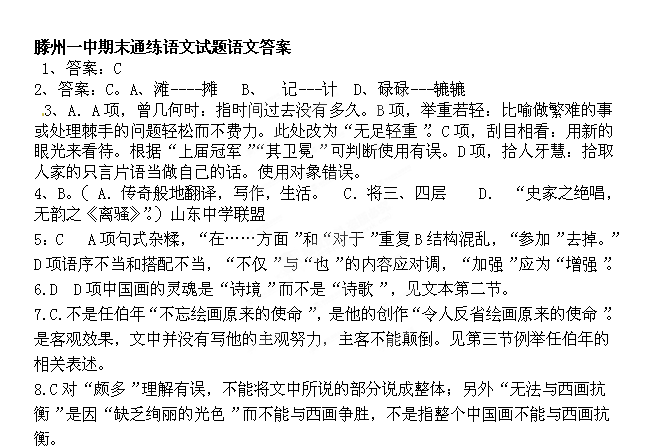 滕州一中期末通练语文试题语文答案
1、答案：C
2、答案：C。A、滩----摊 B、 记---计 D、碌碌---辘辘
3、A．A项，曾几何时：指时间过去没有多久。B项，举重若轻：比喻做繁难的事
或处理棘手的问题轻松而不费力。此处改为“无足轻重”。C项，刮目相看：用新的
眼光来看待。根据“上届冠军”“其卫冕”可判断使用有误。D项，拾人牙慧：拾取
人家的只言片语当做自己的话。使用对象错误。
4、B。( A．传奇般地翻译，写作，生活。 C．将三、四层 D． “史家之绝唱，
无韵之《离骚》”。）山东中学联盟
5：C A项句式杂糅，“在……方面”和“对于”重复B结构混乱，“参加”去掉。”
D项语序不当和搭配不当，“不仅”与“也”的内容应对调，“加强”应为“增强”。
6.D D项中国画的灵魂是“诗境”而不是“诗歌”，见文本第二节。
7.C.不是任伯年“不忘绘画原来的使命”，是他的创作“令人反省绘画原来的使命”。
是客观效果，文中并没有写他的主观努力，主客不能颠倒。见第三节例举任伯年的
相关表述。
8.C对“颇多”理解有误，不能将文中所说的部分说成整体；另外“无法与西画抗
衡”是因“缺乏绚丽的光色”而不能与西画争胜，不是指整个中国画不能与西画抗
衡。